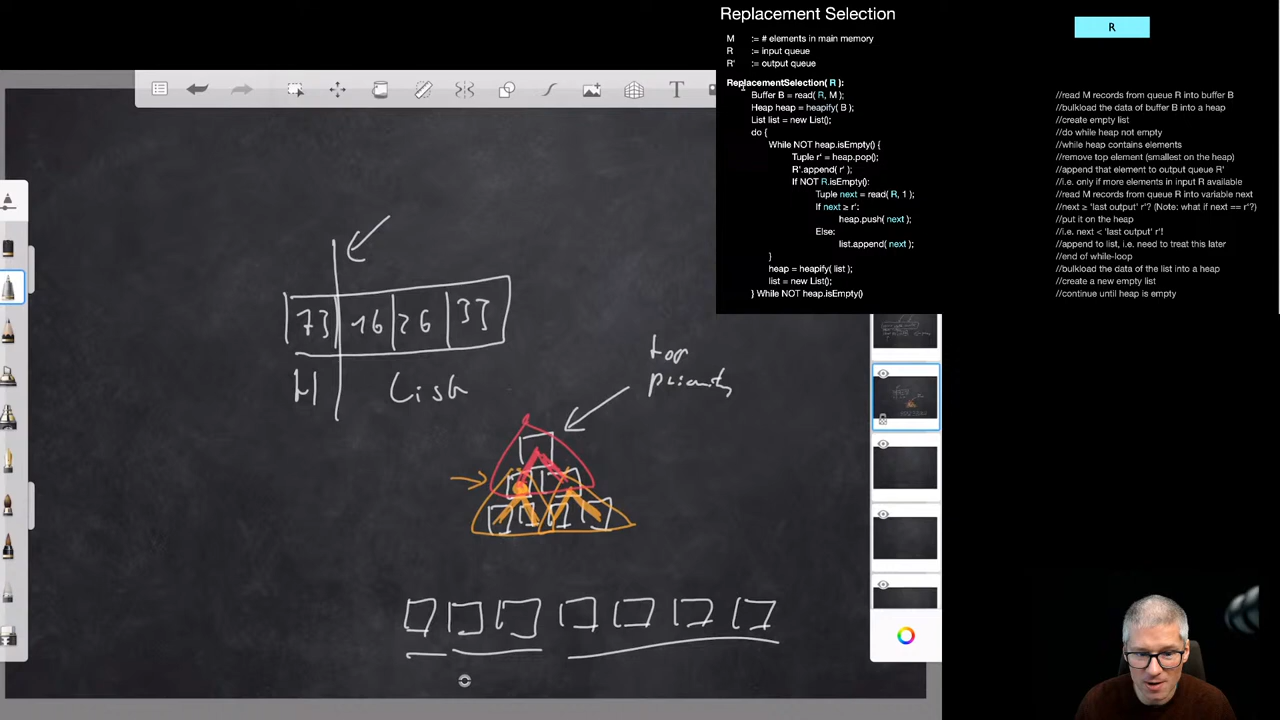 Replacement Selection
R
M := # elements in main memory
R := input queue
R' := output queue
ReplacementSelection( R ):
Buffer B = read( R, M ); //read M records from queue R into buffer B
Heap heap = heapify( B ); //bulkload the data of buffer B into a heap
List list = new List(); //create empty list
do { //do while heap not empty
While NOT heap.isEmpty() { //while heap contains elements
Tuple r' = heap.pop(); //remove top element (smallest on the heap)
R'.append( r' ); //append that element to output queue R'
If NOT R.isEmpty(): //i.e. only if more elements in input R available
Tuple next = read( R, 1 ); //read M records from queue R into variable next
If next ≥ r': //next ≥ 'last output' r'? (Note: what if next == r'?)
heap.push( next ); //put it on the heap
Else: //i.e. next < 'last output' r'!
list.append( next ); //append to list, i.e. need to treat this later
} //end of while-loop
heap = heapify( list ); //bulkload the data of the list into a heap
list = new List(); //create a new empty list
} While NOT heap.isEmpty() //continue until heap is empty
T
73 16 26 33
H List
top
priority